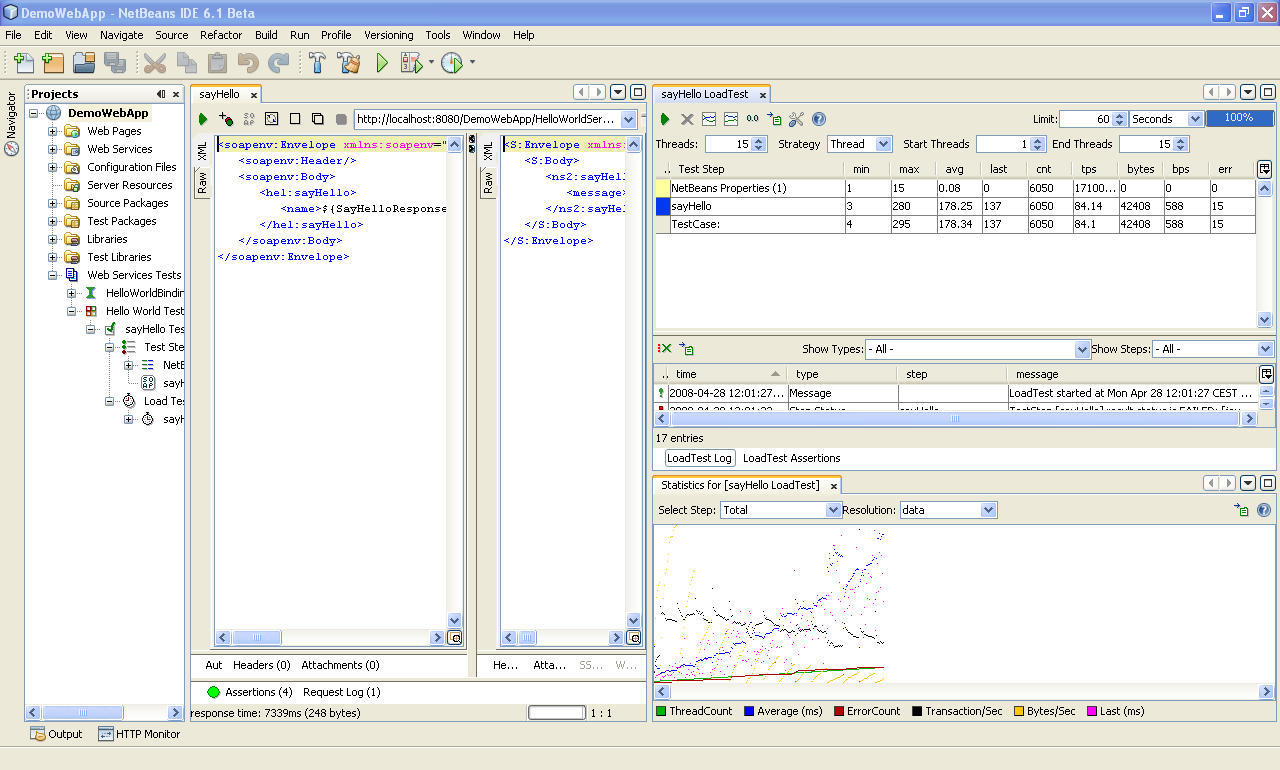 DemoWebApp - NetBeans IDE 6.1 Beta
File Edit View Navigate Source Refactor Build Run Profile Versioning Tools Window Help
Navigator
Projects
DemoWebApp
Web Pages
Web Services
Configuration Files
Server Resources
Source Packages
Test Packages
Libraries
Test Libraries
Web Services Tests
HelloWorldBindin
Hello World Test
sayHello Tes
Test Ste
NetB
sayH
Load Te
sayH
sayHello
http://localhost:8080/DemoWebApp/HelloWorldSer...
XML
Raw
<soapenv:Envelope xmlns:soapenv="
<soapenv:Header/>
<soapenv:Body>
<hel:sayHello>
<name>${SayHelloResponse
</hel:sayHello>
</soapenv:Body>
</soapenv:Envelope>
XML
Raw
<S:Envelope xmlns:
<S:Body>
<ns2:sayHe
<message>
</ns2:sayHe
</S:Body>
</S:Envelope>
Aut Headers (0) Attachments (0)
He... Atta... SS... W...
Assertions (4) Request Log (1)
response time: 7339ms (248 bytes) 1 : 1
sayHello LoadTest
0.0 Limit: 60 Seconds 100%
Threads: 15 Strategy Thread Start Threads 1 End Threads 15
.. Test Step min max avg last cnt tps bytes bps err
NetBeans Properties (1) 1 15 0.08 0 6050 17100... 0 0 0
sayHello 3 280 178.25 137 6050 84.14 42408 588 15
TestCase: 4 295 178.34 137 6050 84.1 42408 588 15
Show Types: - All - Show Steps: - All -
.. time type step message
2008-04-28 12:01:27... Message LoadTest started at Mon Apr 28 12:01:27 CEST ...
17 entries
LoadTest Log LoadTest Assertions
Statistics for [sayHello LoadTest]
Select Step: Total Resolution: data
ThreadCount Average (ms) ErrorCount Transaction/Sec Bytes/Sec Last (ms)
Output HTTP Monitor